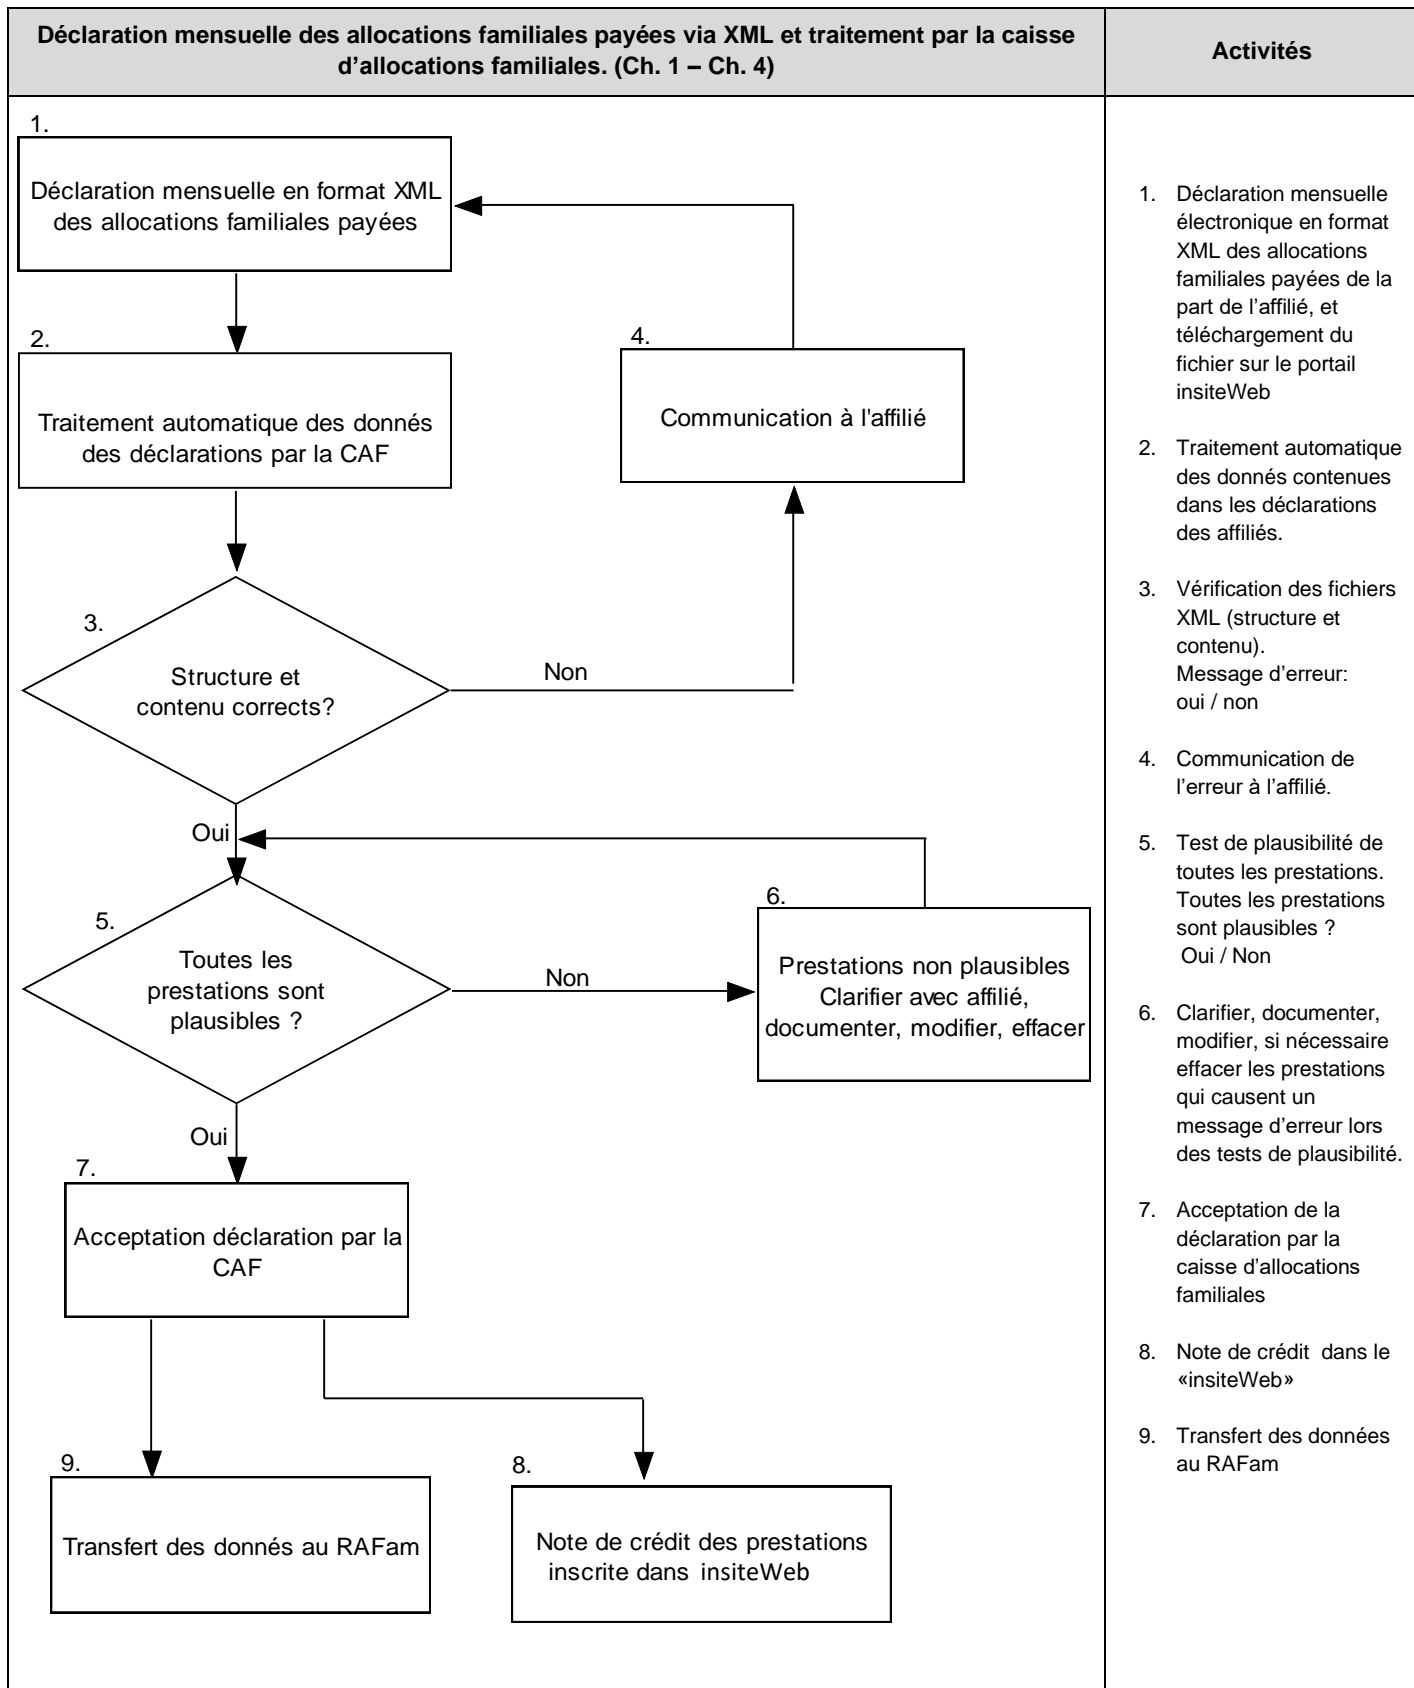 Déclaration mensuelle des allocations familiales payées via XML et traitement par la caisse
d’allocations familiales. (Ch. 1 – Ch. 4)
Activités
1.
Déclaration mensuelle en format XML
des allocations familiales payées
2.
Traitement automatique des donnés
des déclarations par la CAF
4.
Communication à l'affilié
3.
Structure et
contenu corrects?
Non
Oui
5.
Toutes les
prestations sont
plausibles ?
Non
6.
Prestations non plausibles
Clarifier avec affilié,
documenter, modifier, effacer
Oui
7.
Acceptation déclaration par la
CAF
9.
Transfert des donnés au RAFam
8.
Note de crédit des prestations
inscrite dans insiteWeb
1. Déclaration mensuelle
électronique en format
XML des allocations
familiales payées de la
part de l’affilié, et
téléchargement du
fichier sur le portail
insiteWeb
2. Traitement automatique
des donnés contenues
dans les déclarations
des affiliés.
3. Vérification des fichiers
XML (structure et
contenu).
Message d’erreur:
oui / non
4. Communication de
l’erreur à l’affilié.
5. Test de plausibilité de
toutes les prestations.
Toutes les prestations
sont plausibles ?
Oui / Non
6. Clarifier, documenter,
modifier, si nécessaire
effacer les prestations
qui causent un
message d’erreur lors
des tests de plausibilité.
7. Acceptation de la
déclaration par la
caisse d’allocations
familiales
8. Note de crédit dans le
«insiteWeb»
9. Transfert des données
au RAFam